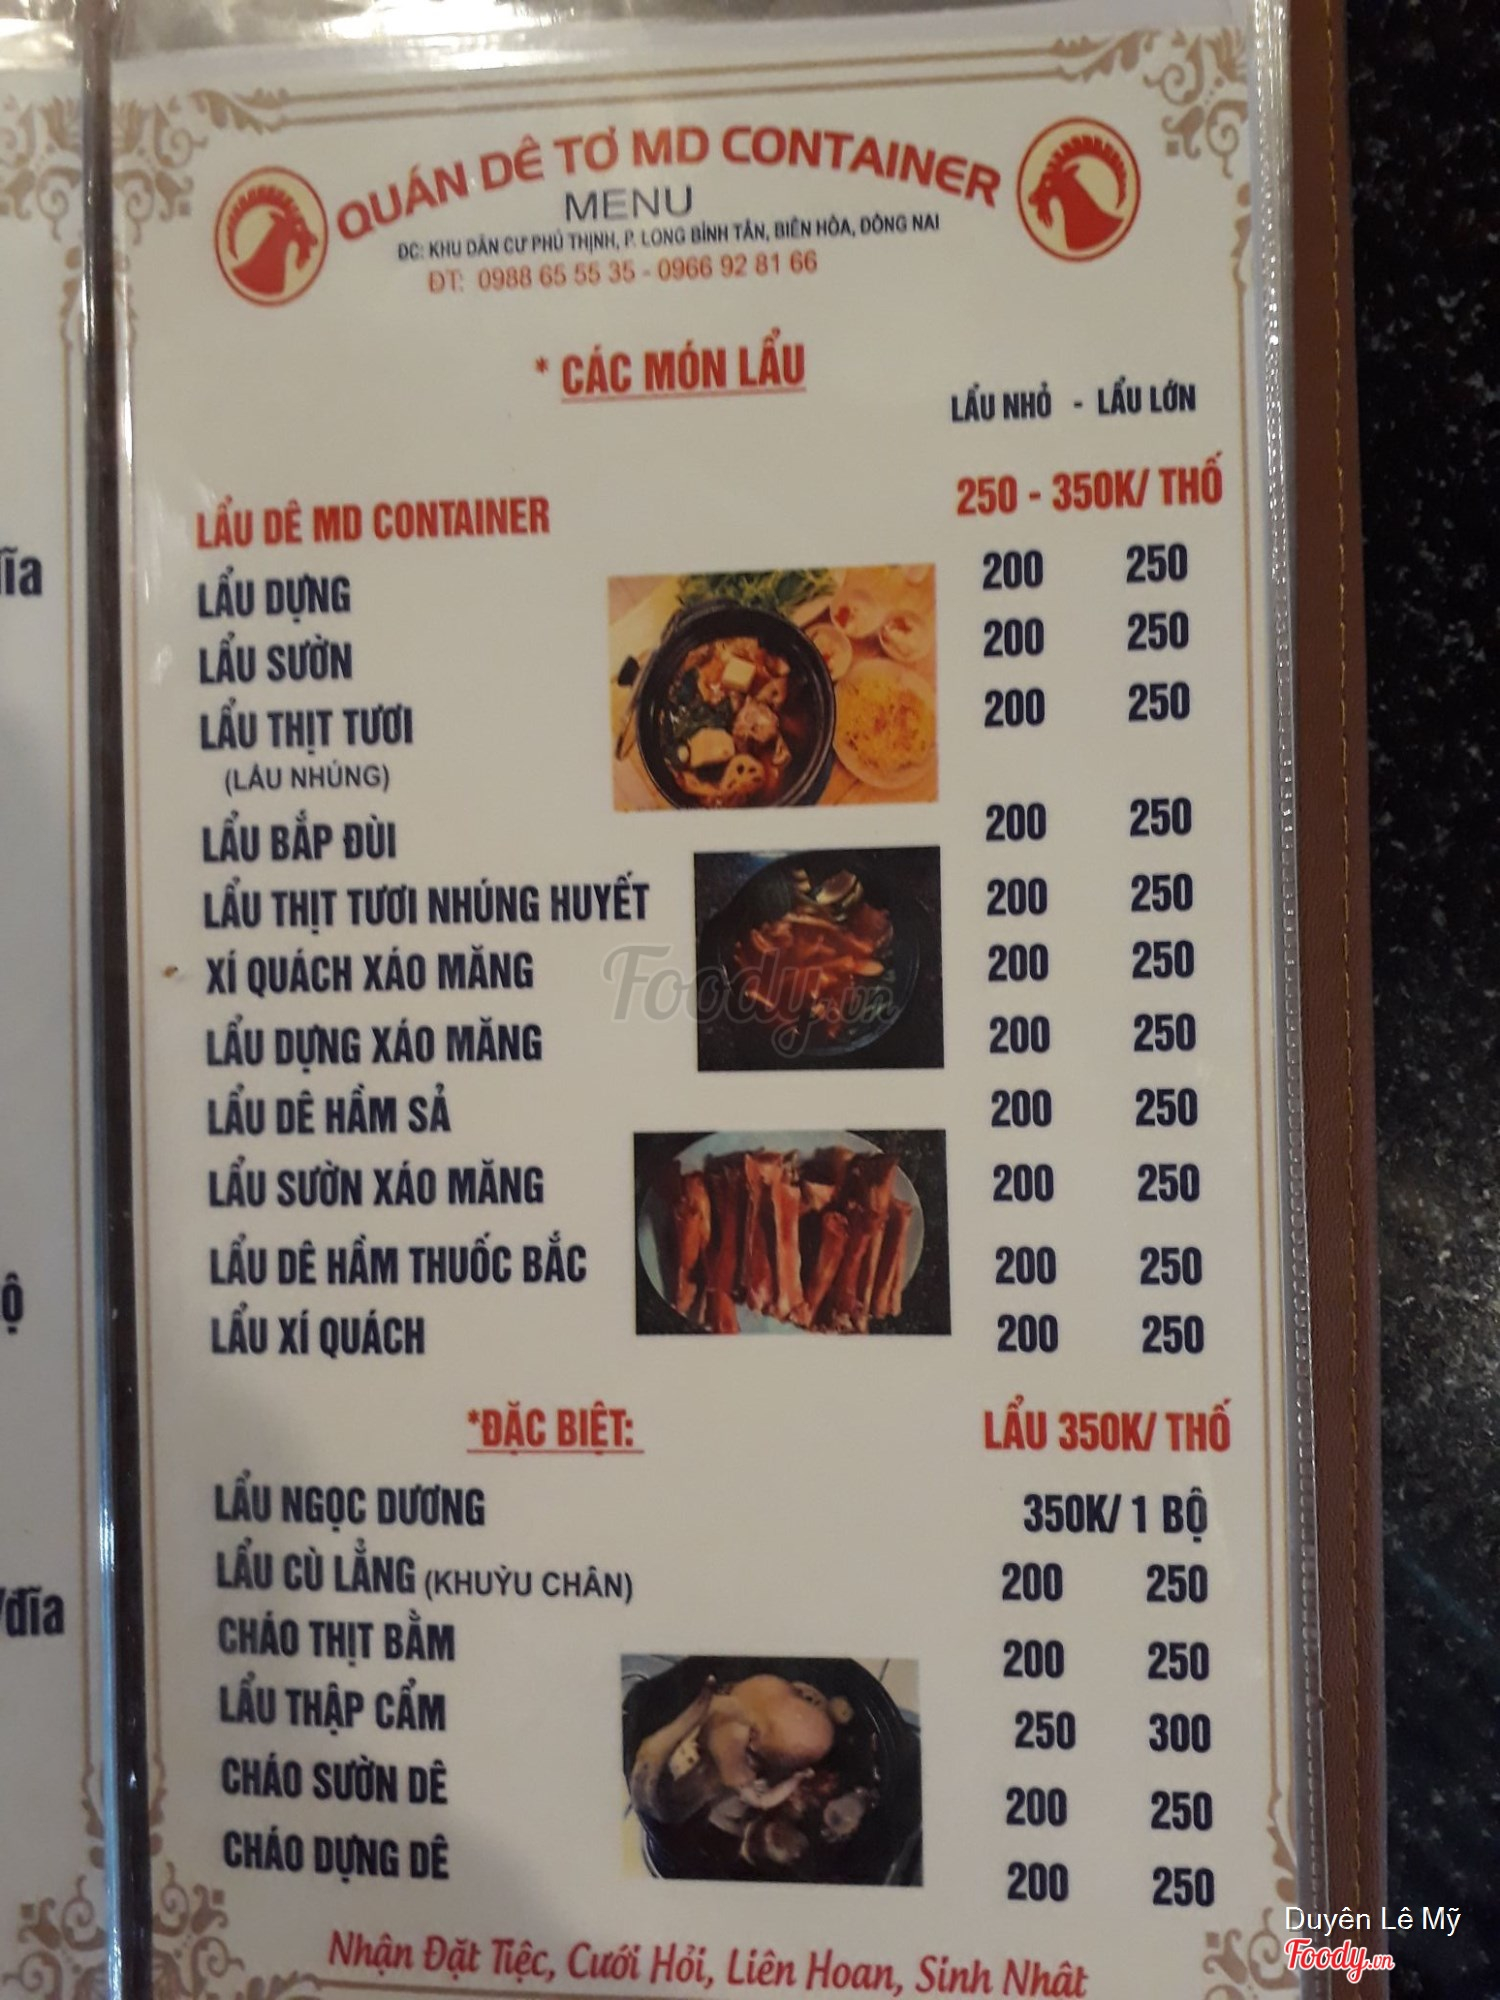 QUÁN DÊ TƠ MD CONTAINER
MENU
ĐC: KHU DÂN CƯ PHÚ THỊNH, P. LONG BÌNH TÂN, BIÊN HÒA, ĐỒNG NAI
ĐT: 0988 65 55 35 - 0966 92 81 66
* CÁC MÓN LẨU
LẨU NHỎ - LẨU LỚN
LẨU DÊ MD CONTAINER 250 - 350K/ THỐ
LẨU DỰNG 200 250
LẨU SƯỜN 200 250
LẨU THỊT TƯƠI 200 250
(LẨU NHÚNG)
LẨU BẮP ĐÙI 200 250
LẨU THỊT TƯƠI NHÚNG HUYẾT 200 250
XÍ QUÁCH XÁO MĂNG 200 250
LẨU DỰNG XÁO MĂNG 200 250
LẨU DÊ HẦM SẢ 200 250
LẨU SƯỜN XÁO MĂNG 200 250
LẨU DÊ HẦM THUỐC BẮC 200 250
LẨU XÍ QUÁCH 200 250
*ĐẶC BIỆT: LẨU 350K/ THỐ
LẨU NGỌC DƯƠNG 350K/ 1 BỘ
LẨU CÙ LẲNG (KHUỲU CHÂN) 200 250
CHÁO THỊT BẰM 200 250
LẨU THẬP CẨM 250 300
CHÁO SƯỜN DÊ 200 250
CHÁO DỰNG DÊ 200 250
Nhận Đặt Tiệc, Cưới Hỏi, Liên Hoan, Sinh Nhật
/đĩa
Foody.vn
Duyên Lê Mỹ
Foody.vn